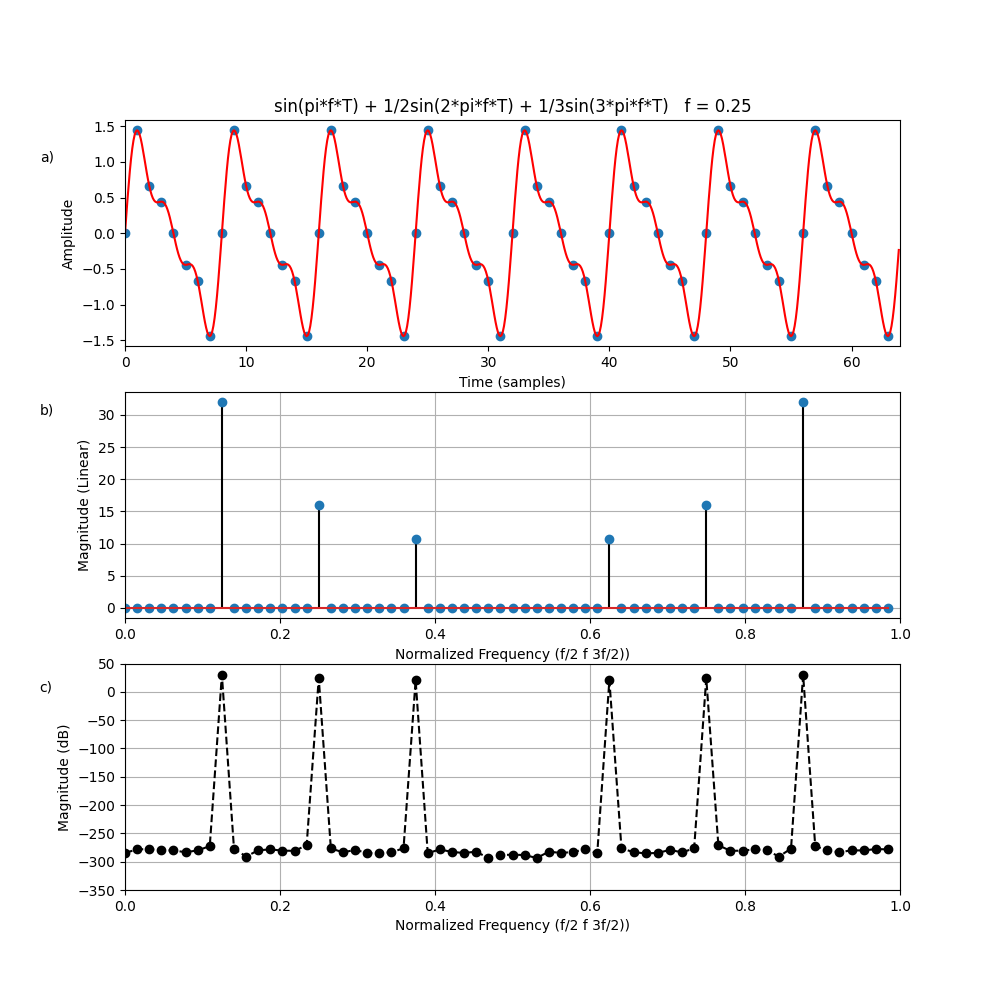 sin(pi*f*T) + 1/2sin(2*pi*f*T) + 1/3sin(3*pi*f*T) f = 0.25
a)
Amplitude
1.5
1.0
0.5
0.0
−0.5
−1.0
−1.5
0 10 20 30 40 50 60
Time (samples)
b)
Magnitude (Linear)
30
25
20
15
10
5
0
0.0 0.2 0.4 0.6 0.8 1.0
Normalized Frequency (f/2 f 3f/2))
c)
Magnitude (dB)
50
0
−50
−100
−150
−200
−250
−300
−350
0.0 0.2 0.4 0.6 0.8 1.0
Normalized Frequency (f/2 f 3f/2))